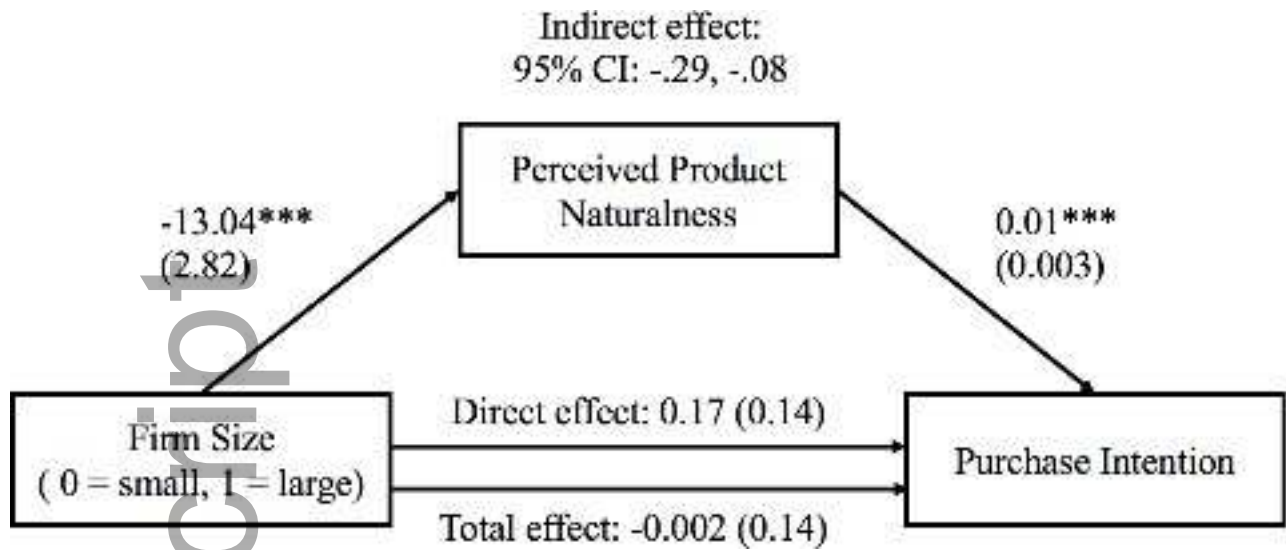 Indirect effect:
95% CI: -.29, -.08
Perceived Product
Naturalness
-13.04***
(2.82)
0.01***
(0.003)
Firm Size
( 0 = small, 1 = large)
Direct effect: 0.17 (0.14)
Total effect: -0.002 (0.14)
Purchase Intention
cript